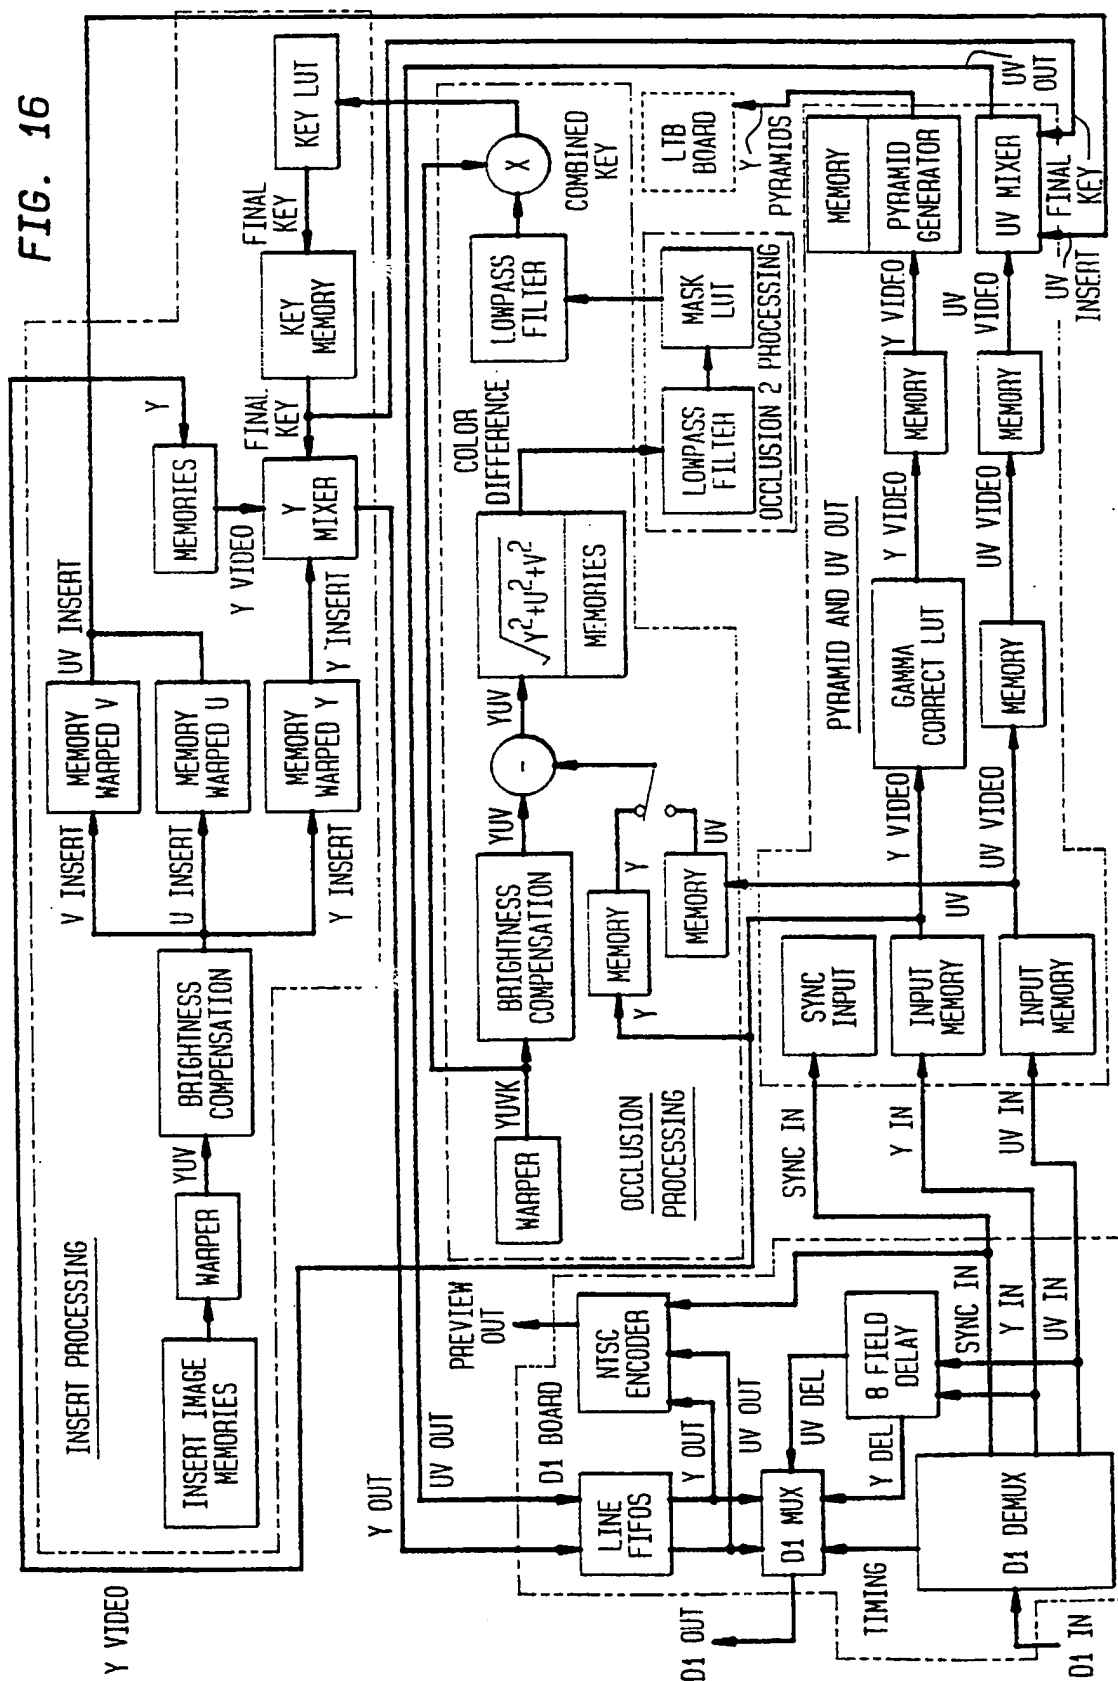 FIG. 16
INSERT PROCESSING
INSERT IMAGE
MEMORIES
WARPER
YUV
BRIGHTNESS
COMPENSATION
V INSERT
U INSERT
Y INSERT
MEMORY
WARPED V
MEMORY
WARPED U
MEMORY
WARPED Y
UV INSERT
Y INSERT
MEMORIES
Y
Y VIDEO
Y
MIXER
FINAL
KEY
KEY
MEMORY
FINAL
KEY
KEY LUT
Y VIDEO
Y OUT
UV OUT
OCCLUSION
PROCESSING
WARPER
YUVK
BRIGHTNESS
COMPENSATION
YUV
-
YUV
√Y²+U²+V²
MEMORIES
MEMORY
Y
Y
MEMORY
UV
COLOR
DIFFERENCE
LOWPASS
FILTER
MASK
LUT
OCCLUSION 2 PROCESSING
LOWPASS
FILTER
X
COMBINED
KEY
LTB
BOARD
Y
PYRAMIDS
D1 BOARD
PREVIEW
OUT
NTSC
ENCODER
LINE
FIFOS
Y OUT
UV OUT
D1 MUX
D1 OUT
UV DEL
Y DEL
8 FIELD
DELAY
TIMING
D1 DEMUX
D1 IN
SYNC IN
Y IN
UV IN
SYNC IN
Y IN
UV IN
SYNC
INPUT
INPUT
MEMORY
INPUT
MEMORY
UV
PYRAMID AND UV OUT
Y VIDEO
GAMMA
CORRECT LUT
Y VIDEO
MEMORY
Y VIDEO
MEMORY
PYRAMID
GENERATOR
UV VIDEO
MEMORY
UV VIDEO
MEMORY
UV
VIDEO
UV MIXER
UV
OUT
UV
INSERT
FINAL
KEY